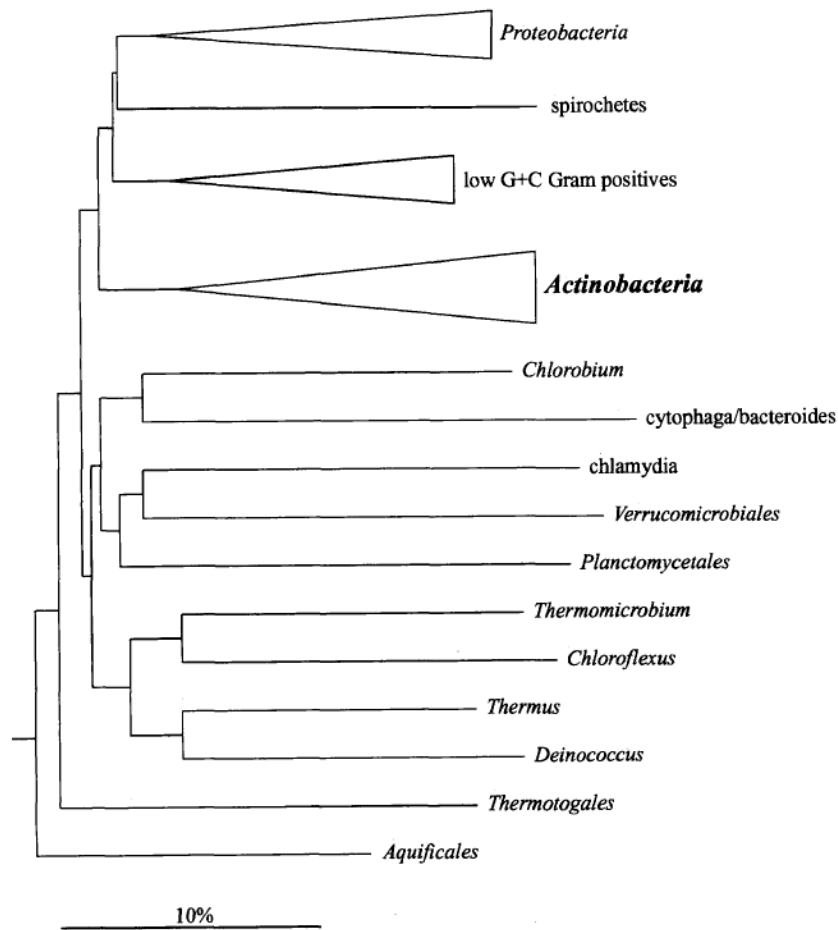 Proteobacteria
spirochetes
low G+C Gram positives
Actinobacteria
Chlorobium
cytophaga/bacteroides
chlamydia
Verrucomicrobiales
Planctomycetales
Thermomicrobium
Chloroflexus
Thermus
Deinococcus
Thermotogales
Aquificales
10%